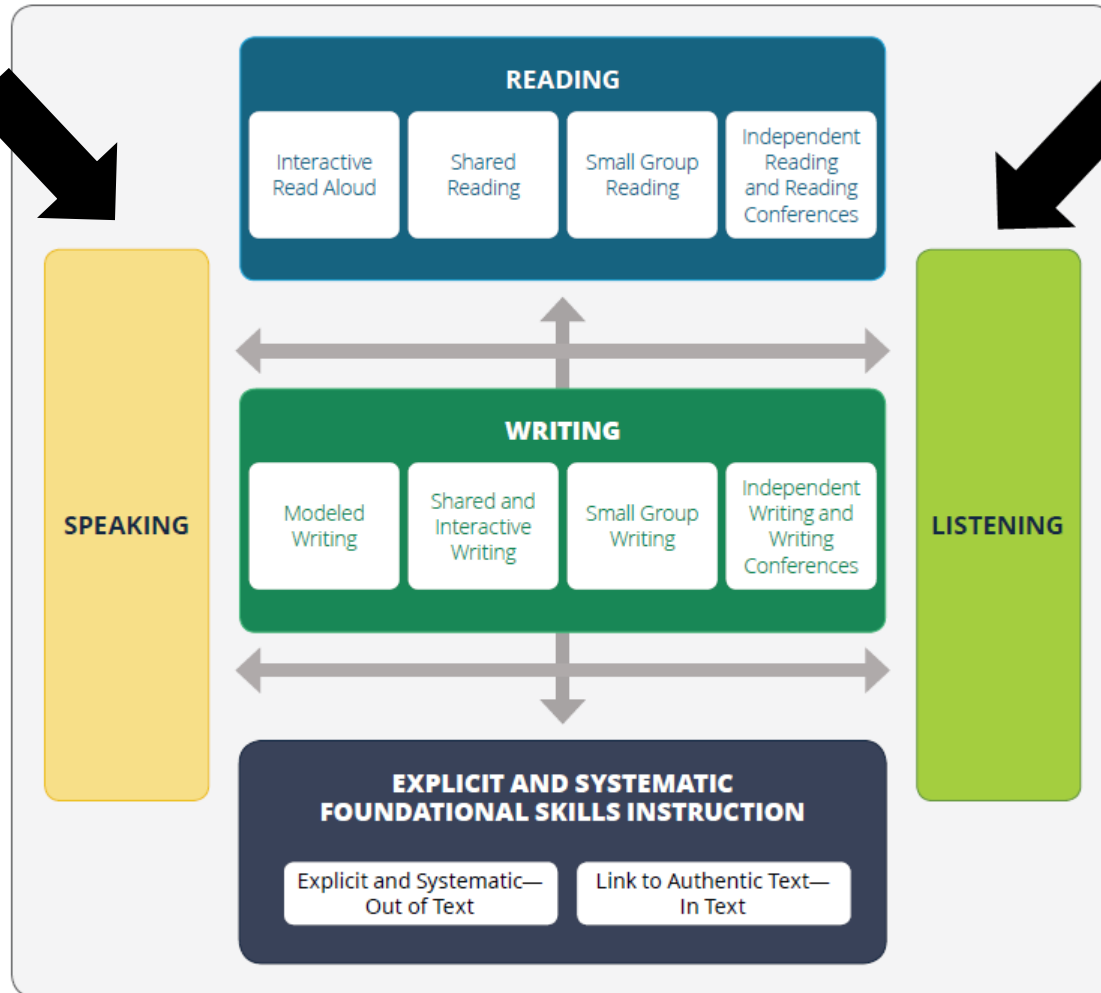 READING
Interactive
Read Aloud
Shared
Reading
Small Group
Reading
Independent
Reading
and Reading
Conferences
WRITING
Modeled
Writing
Shared and
Interactive
Writing
Small Group
Writing
Independent
Writing and
Writing
Conferences
SPEAKING
LISTENING
EXPLICIT AND SYSTEMATIC
FOUNDATIONAL SKILLS INSTRUCTION
Explicit and Systematic—
Out of Text
Link to Authentic Text—
In Text